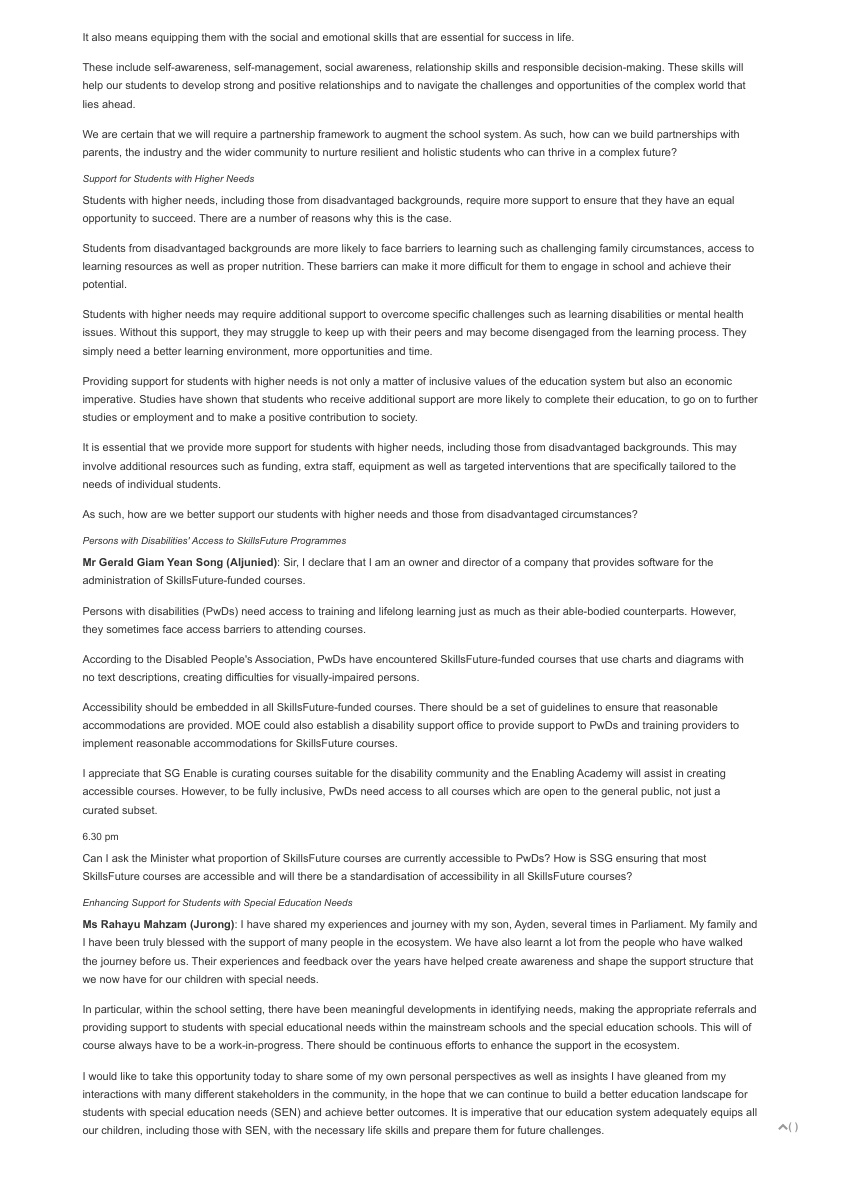 It also means equipping them with the social and emotional skills that are essential for success in life.
These include self-awareness, self-management, social awareness, relationship skills and responsible decision-making. These skills will
help our students to develop strong and positive relationships and to navigate the challenges and opportunities of the complex world that
lies ahead.
We are certain that we will require a partnership framework to augment the school system. As such, how can we build partnerships with
parents, the industry and the wider community to nurture resilient and holistic students who can thrive in a complex future?
Support for Students with Higher Needs
Students with higher needs, including those from disadvantaged backgrounds, require more support to ensure that they have an equal
opportunity to succeed. There are a number of reasons why this is the case.
Students from disadvantaged backgrounds are more likely to face barriers to learning such as challenging family circumstances, access to
learning resources as well as proper nutrition. These barriers can make it more difficult for them to engage in school and achieve their
potential.
Students with higher needs may require additional support to overcome specific challenges such as learning disabilities or mental health
issues. Without this support, they may struggle to keep up with their peers and may become disengaged from the learning process. They
simply need a better learning environment, more opportunities and time.
Providing support for students with higher needs is not only a matter of inclusive values of the education system but also an economic
imperative. Studies have shown that students who receive additional support are more likely to complete their education, to go on to further
studies or employment and to make a positive contribution to society.
It is essential that we provide more support for students with higher needs, including those from disadvantaged backgrounds. This may
involve additional resources such as funding, extra staff, equipment as well as targeted interventions that are specifically tailored to the
needs of individual students.
As such, how are we better support our students with higher needs and those from disadvantaged circumstances?
Persons with Disabilities' Access to SkillsFuture Programmes
Mr Gerald Giam Yean Song (Aljunied): Sir, I declare that I am an owner and director of a company that provides software for the
administration of SkillsFuture-funded courses.
Persons with disabilities (PwDs) need access to training and lifelong learning just as much as their able-bodied counterparts. However,
they sometimes face access barriers to attending courses.
According to the Disabled People's Association, PwDs have encountered SkillsFuture-funded courses that use charts and diagrams with
no text descriptions, creating difficulties for visually-impaired persons.
Accessibility should be embedded in all SkillsFuture-funded courses. There should be a set of guidelines to ensure that reasonable
accommodations are provided. MOE could also establish a disability support office to provide support to PwDs and training providers to
implement reasonable accommodations for SkillsFuture courses.
I appreciate that SG Enable is curating courses suitable for the disability community and the Enabling Academy will assist in creating
accessible courses. However, to be fully inclusive, PwDs need access to all courses which are open to the general public, not just a
curated subset.
6.30 pm
Can I ask the Minister what proportion of SkillsFuture courses are currently accessible to PwDs? How is SSG ensuring that most
SkillsFuture courses are accessible and will there be a standardisation of accessibility in all SkillsFuture courses?
Enhancing Support for Students with Special Education Needs
Ms Rahayu Mahzam (Jurong): I have shared my experiences and journey with my son, Ayden, several times in Parliament. My family and
I have been truly blessed with the support of many people in the ecosystem. We have also learnt a lot from the people who have walked
the journey before us. Their experiences and feedback over the years have helped create awareness and shape the support structure that
we now have for our children with special needs.
In particular, within the school setting, there have been meaningful developments in identifying needs, making the appropriate referrals and
providing support to students with special educational needs within the mainstream schools and the special education schools. This will of
course always have to be a work-in-progress. There should be continuous efforts to enhance the support in the ecosystem.
I would like to take this opportunity today to share some of my own personal perspectives as well as insights I have gleaned from my
interactions with many different stakeholders in the community, in the hope that we can continue to build a better education landscape for
students with special education needs (SEN) and achieve better outcomes. It is imperative that our education system adequately equips all
our children, including those with SEN, with the necessary life skills and prepare them for future challenges.
( )